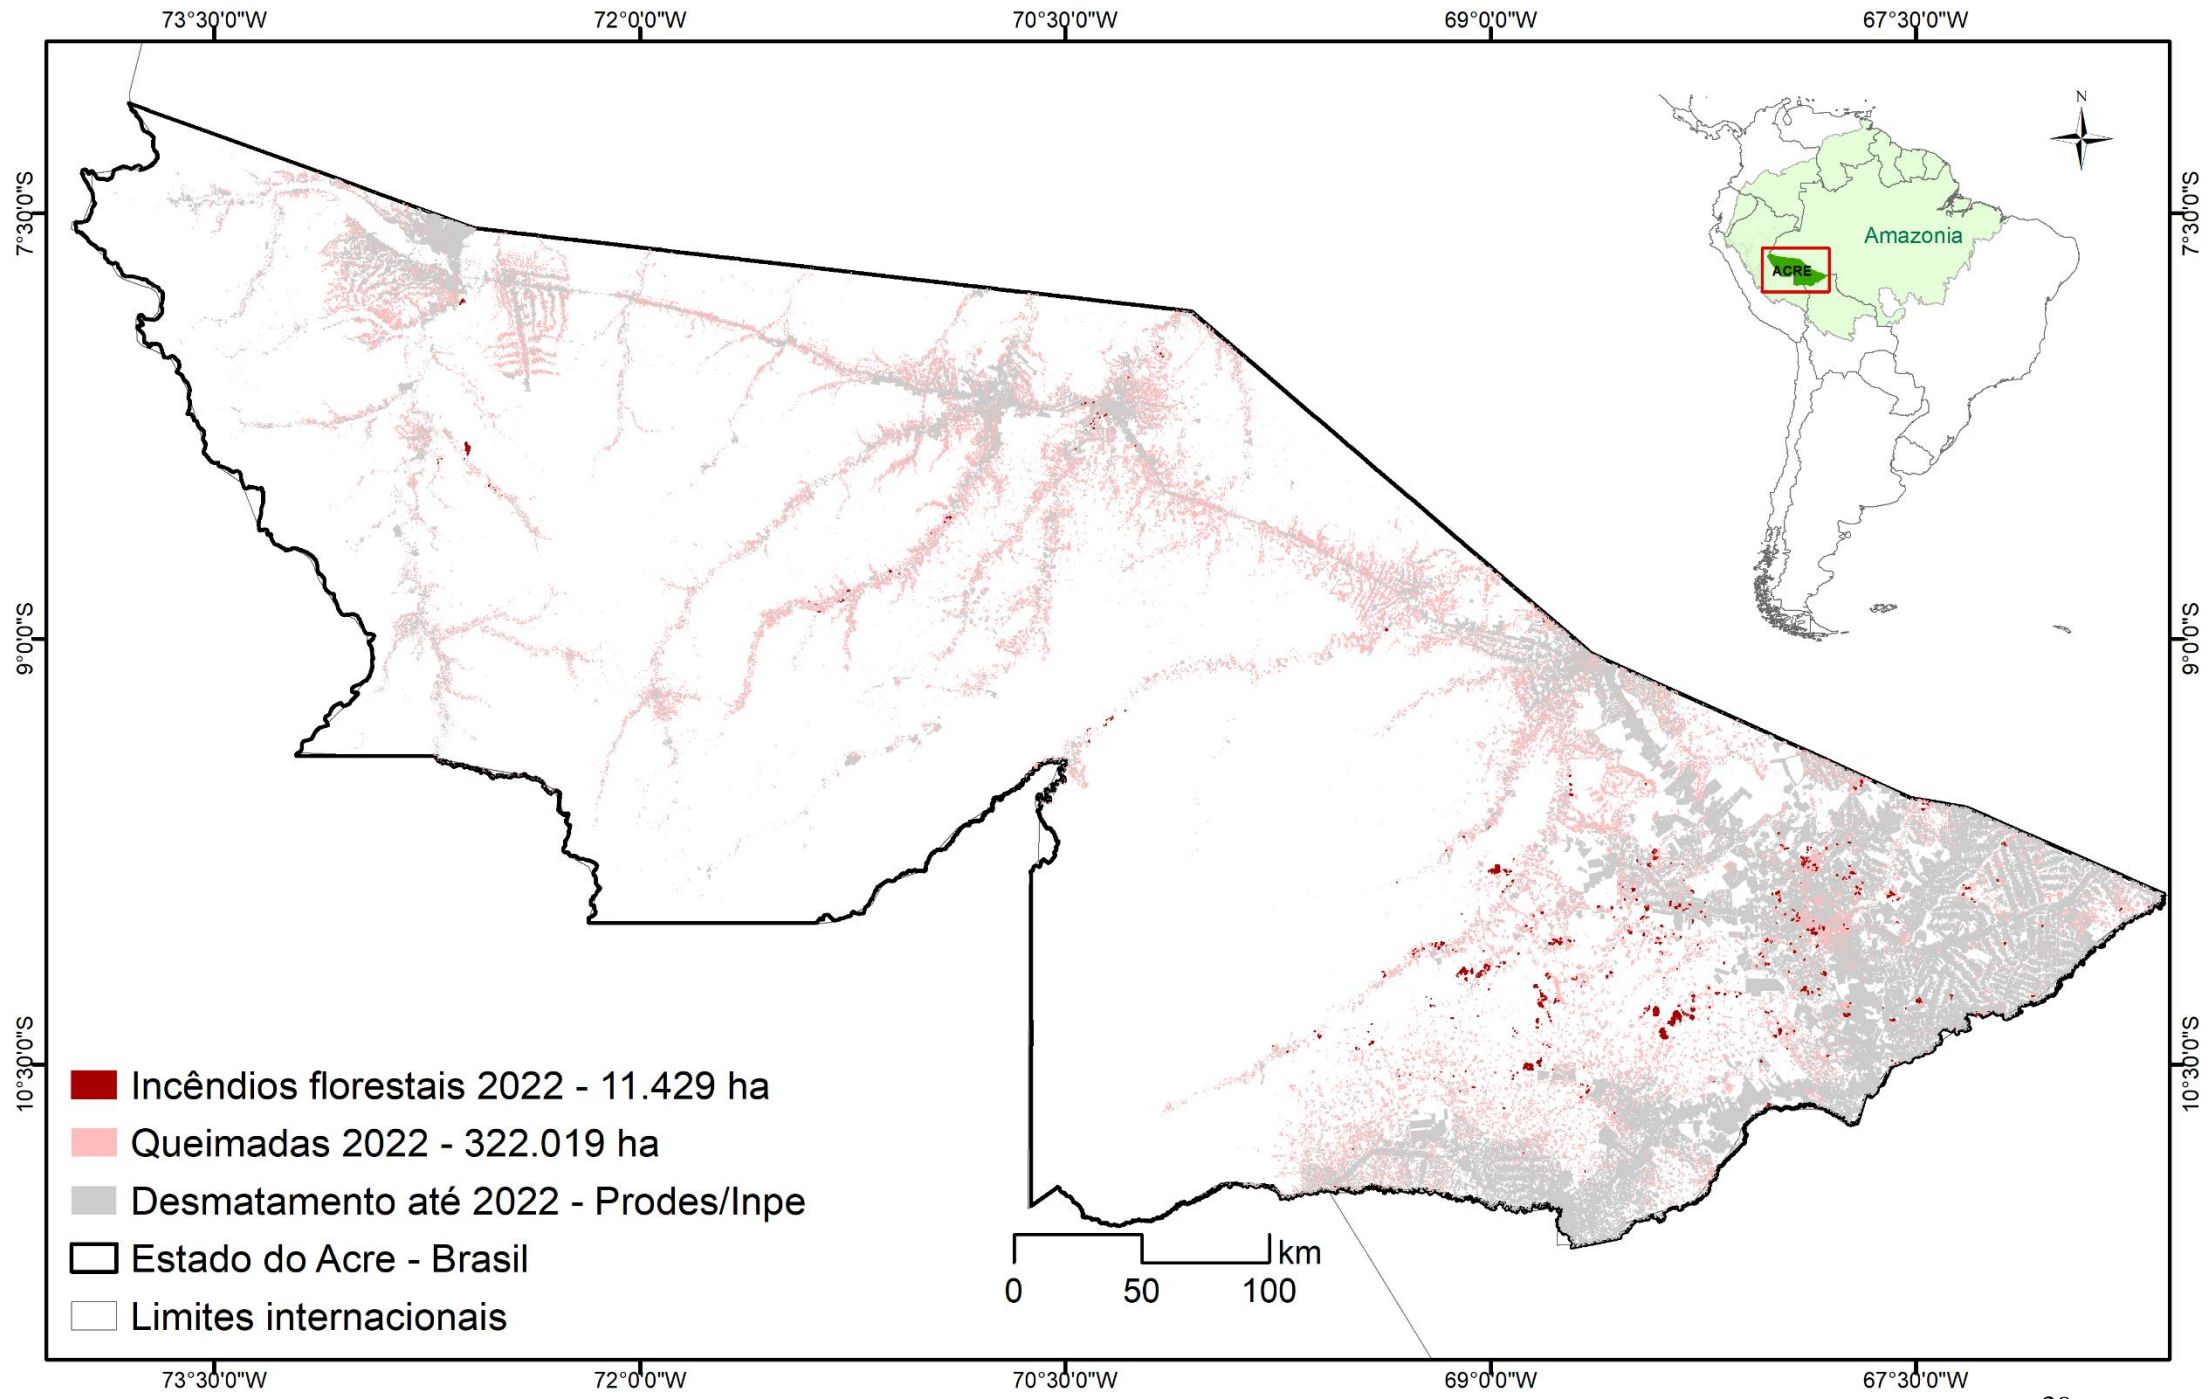 73°30'0"W 72°0'0"W 70°30'0"W 69°0'0"W 67°30'0"W
N
7°30'0"S 7°30'0"S
Amazonia
ACRE
9°0'0"S 9°0'0"S
10°30'0"S 10°30'0"S
Incêndios florestais 2022 - 11.429 ha
Queimadas 2022 - 322.019 ha
Desmatamento até 2022 - Prodes/Inpe
Estado do Acre - Brasil
Limites internacionais
km
0 50 100
73°30'0"W 72°0'0"W 70°30'0"W 69°0'0"W 67°30'0"W